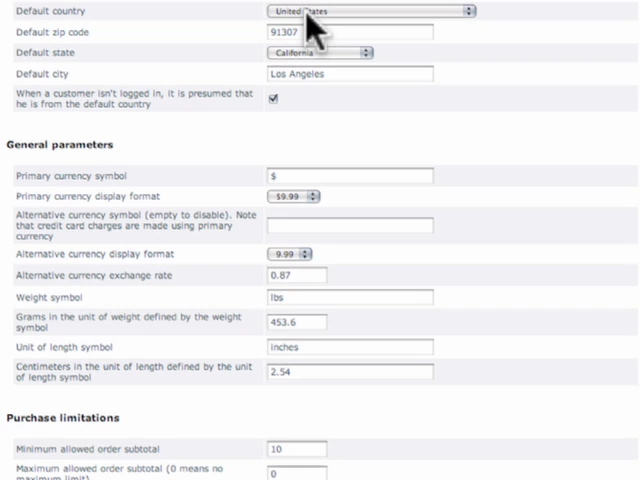 Default country United States
Default zip code 91307
Default state California
Default city Los Angeles
When a customer isn't logged in, it is presumed that
he is from the default country
General parameters
Primary currency symbol $
Primary currency display format $9.99
Alternative currency symbol (empty to disable). Note
that credit card charges are made using primary
currency
Alternative currency display format 9.99
Alternative currency exchange rate 0.87
Weight symbol lbs
Grams in the unit of weight defined by the weight
symbol 453.6
Unit of length symbol inches
Centimeters in the unit of length defined by the unit
of length symbol 2.54
Purchase limitations
Minimum allowed order subtotal 10
Maximum allowed order subtotal (0 means no
maximum limit) 0